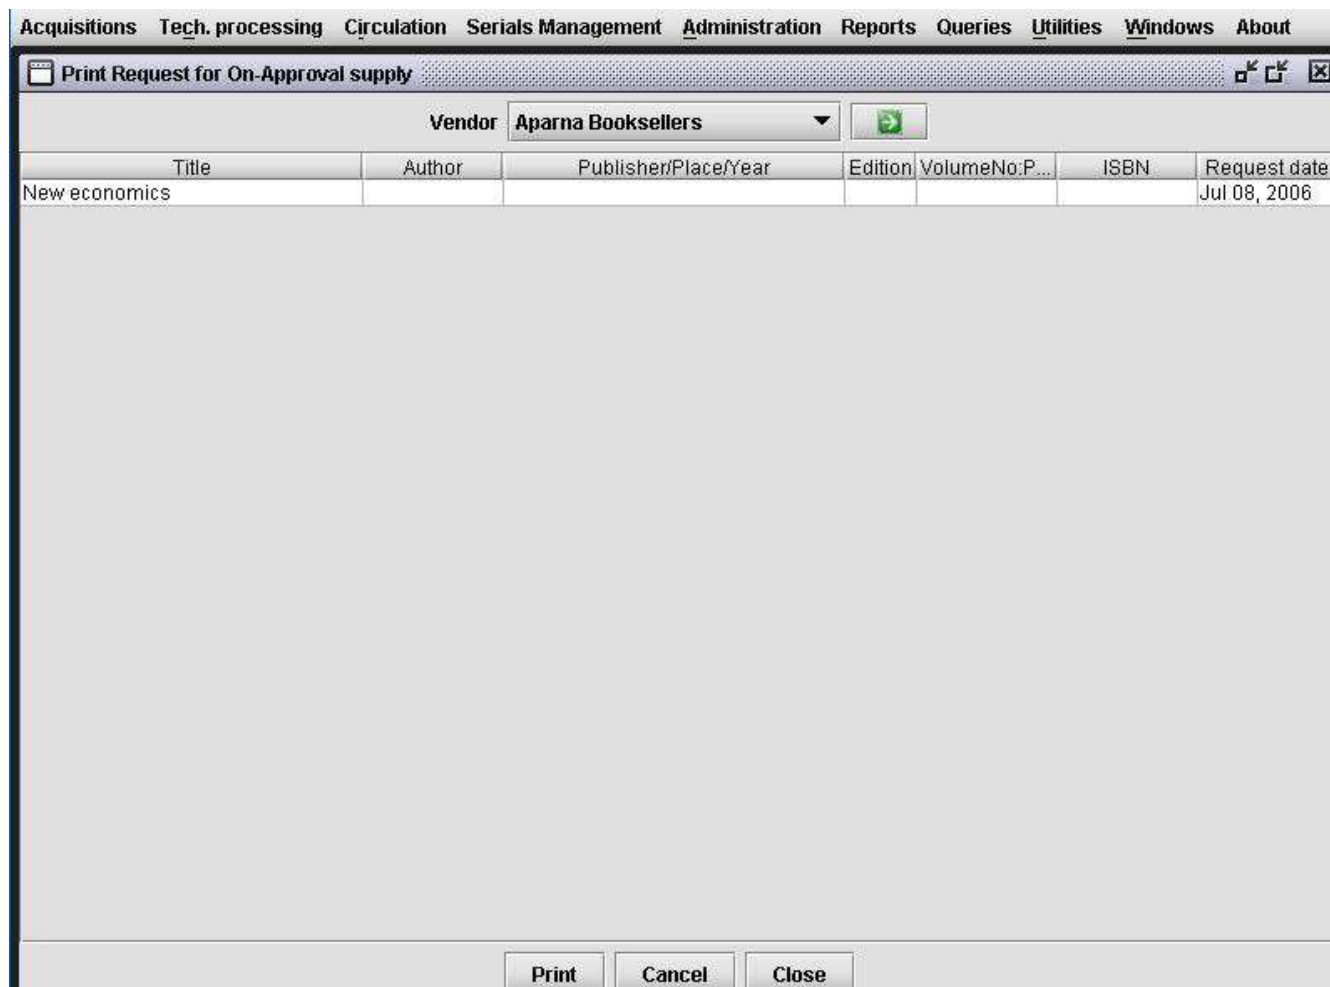 Acquisitions Tech. processing Circulation Serials Management Administration Reports Queries Utilities Windows About
Print Request for On-Approval supply
Vendor Aparna Booksellers
Title Author Publisher/Place/Year Edition VolumeNo:P... ISBN Request date
New economics Jul 08, 2006
Print Cancel Close